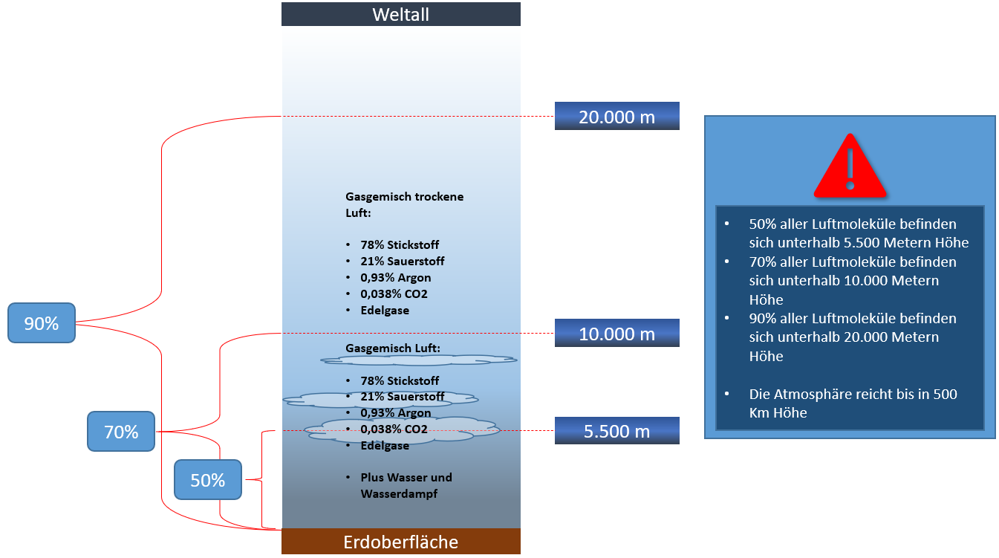 Weltall
20.000 m
Gasgemisch trockene
Luft:
• 78% Stickstoff
• 21% Sauerstoff
• 0,93% Argon
• 0,038% CO2
• Edelgase
90%
10.000 m
Gasgemisch Luft:
• 78% Stickstoff
• 21% Sauerstoff
• 0,93% Argon
• 0,038% CO2
• Edelgase
• Plus Wasser und
Wasserdampf
70%
5.500 m
50%
Erdoberfläche
• 50% aller Luftmoleküle befinden
sich unterhalb 5.500 Metern Höhe
• 70% aller Luftmoleküle befinden
sich unterhalb 10.000 Metern
Höhe
• 90% aller Luftmoleküle befinden
sich unterhalb 20.000 Metern
Höhe
• Die Atmosphäre reicht bis in 500
Km Höhe